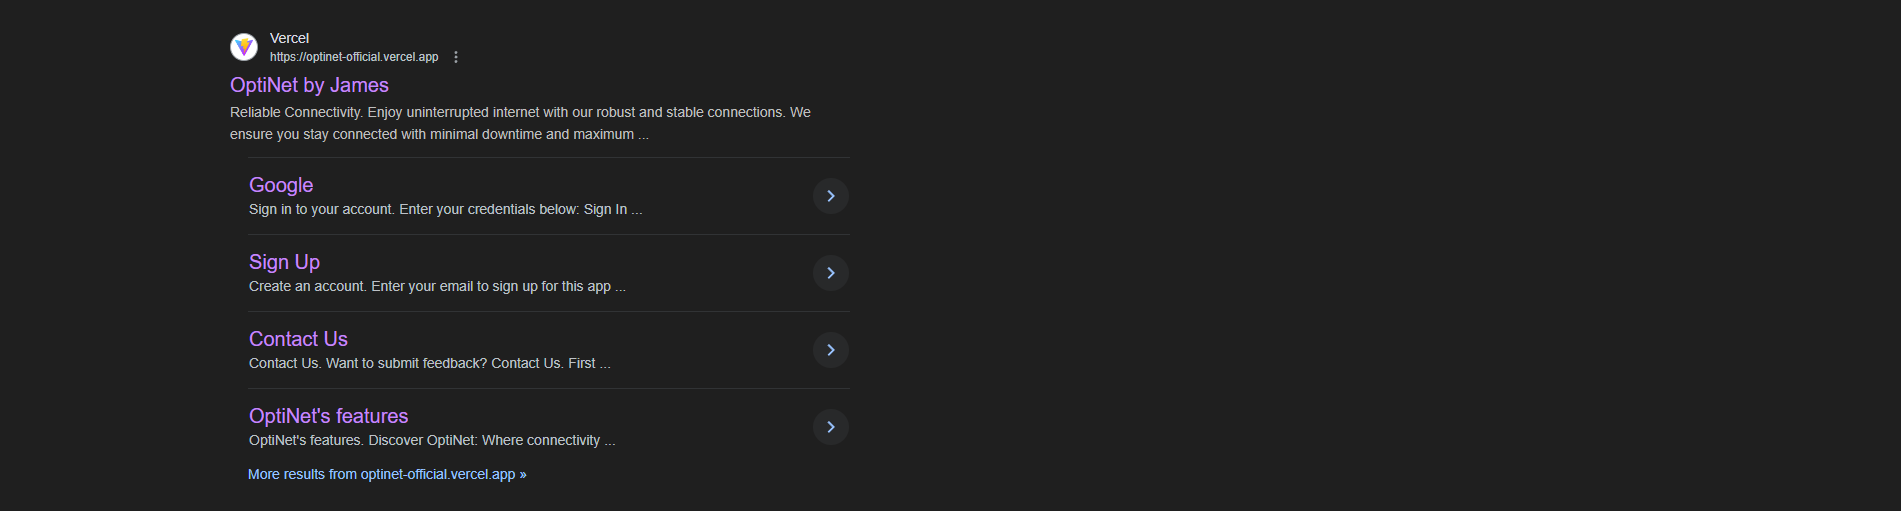 Vercel
https://optinet-official.vercel.app
OptiNet by James
Reliable Connectivity. Enjoy uninterrupted internet with our robust and stable connections. We
ensure you stay connected with minimal downtime and maximum ...
Google
Sign in to your account. Enter your credentials below: Sign In ...
Sign Up
Create an account. Enter your email to sign up for this app ...
Contact Us
Contact Us. Want to submit feedback? Contact Us. First ...
OptiNet's features
OptiNet's features. Discover OptiNet: Where connectivity ...
More results from optinet-official.vercel.app »